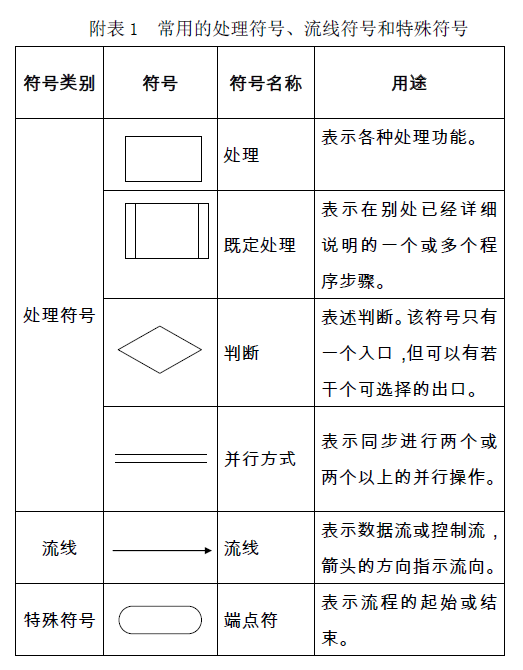 附表1 常用的处理符号、流线符号和特殊符号
符号类别 符号 符号名称 用途
处理符号
处理
表示各种处理功能。
既定处理
表示在别处已经详细
说明的一个或多个程
序步骤。
判断
表述判断。该符号只有
一个入口,但可以有若
干个可选择的出口。
并行方式
表示同步进行两个或
两个以上的并行操作。
流线
流线
表示数据流或控制流,
箭头的方向指示流向。
特殊符号
端点符
表示流程的起始或结
束。